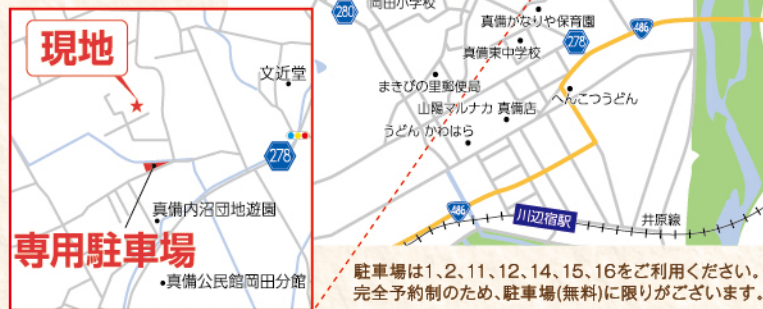 現地
文近堂
278
真備内沼団地遊園
専用駐車場
真備公民館岡田分館
280
岡田小学校
真備かなりや保育園
486
真備東中学校
278
まきびの里郵便局
へんこつうどん
山陽マルナカ 真備店
うどん かわはら
486
川辺宿駅
井原線
駐車場は1、2、11、12、14、15、16をご利用ください。
完全予約制のため、駐車場(無料)に限りがございます。